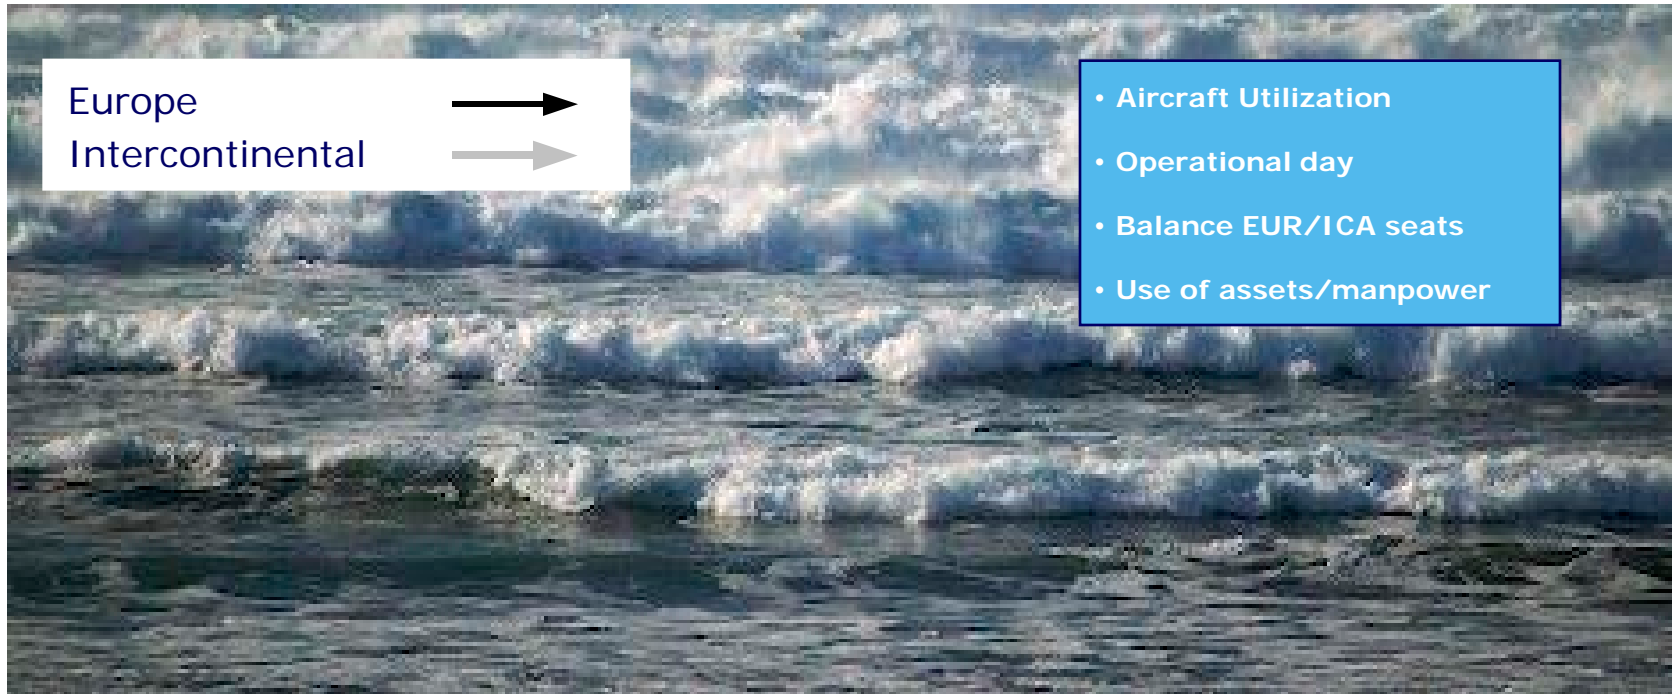 Europe
Intercontinental
• Aircraft Utilization
• Operational day
• Balance EUR/ICA seats
• Use of assets/manpower